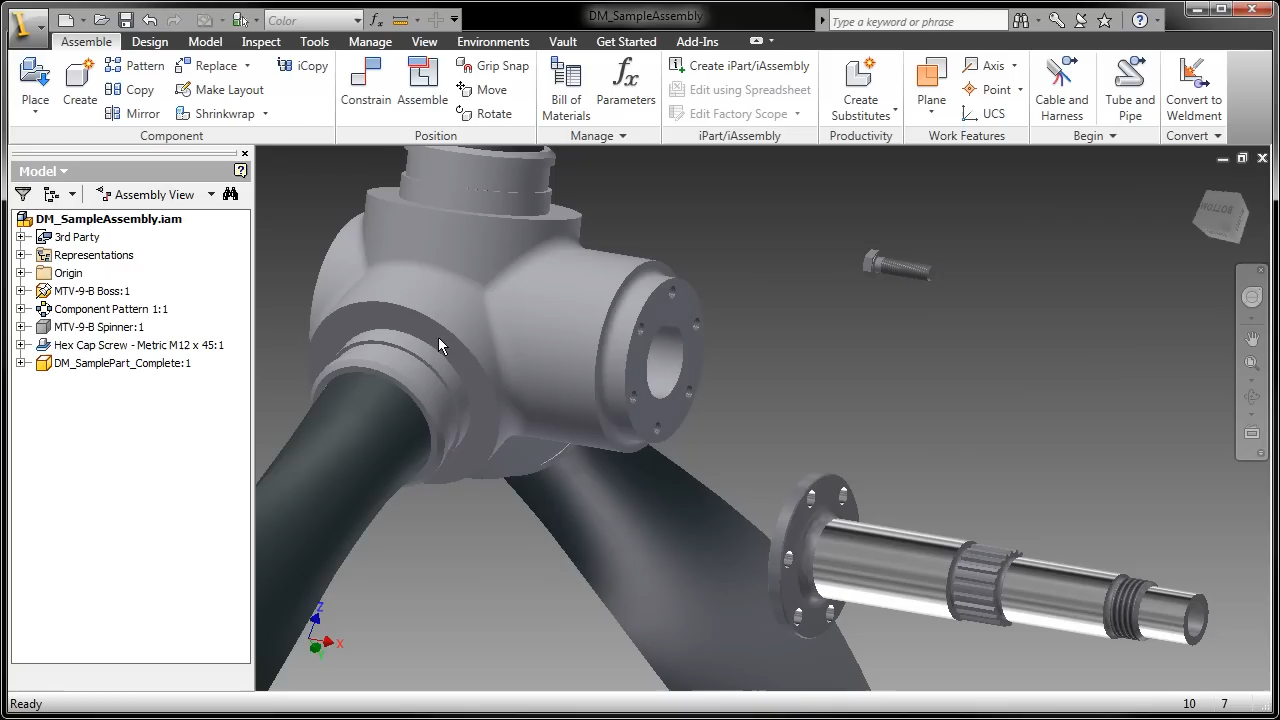 DM_SampleAssembly
Color
Type a keyword or phrase
Assemble Design Model Inspect Tools Manage View Environments Vault Get Started Add-Ins
Place
Create
Pattern
Copy
Mirror
Replace
Make Layout
Shrinkwrap
iCopy
Component
Constrain
Assemble
Grip Snap
Move
Rotate
Position
Bill of
Materials
Parameters
Manage
Create iPart/iAssembly
Edit using Spreadsheet
Edit Factory Scope
iPart/iAssembly
Create
Substitutes
Productivity
Plane
Axis
Point
UCS
Work Features
Cable and
Harness
Tube and
Pipe
Begin
Convert to
Weldment
Convert
Model
Assembly View
DM_SampleAssembly.iam
3rd Party
Representations
Origin
MTV-9-B Boss:1
Component Pattern 1:1
MTV-9-B Spinner:1
Hex Cap Screw - Metric M12 x 45:1
DM_SamplePart_Complete:1
BOTTOM
Z
X
Y
Ready
10 7